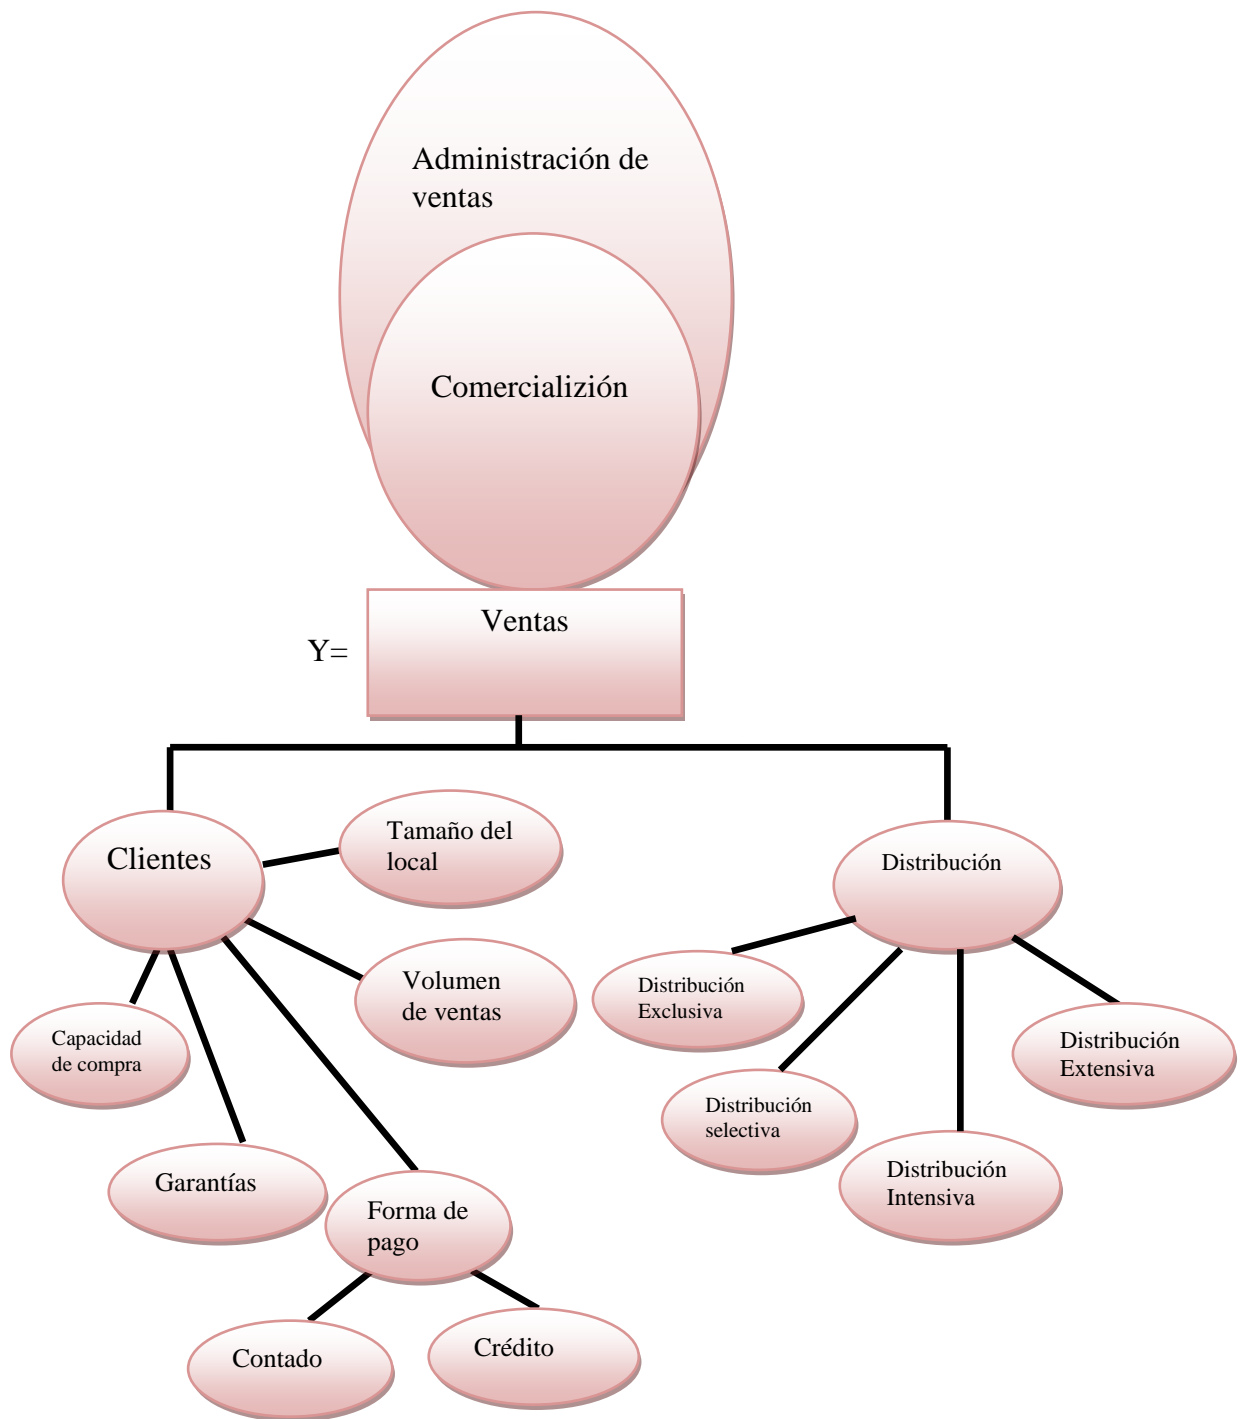 Administración de
ventas
Comercializión
Ventas
Y=
Clientes
Tamaño del
local
Distribución
Volumen
de ventas
Distribución
Exclusiva
Capacidad
de compra
Distribución
Extensiva
Distribución
selectiva
Garantías
Distribución
Intensiva
Forma de
pago
Contado
Crédito